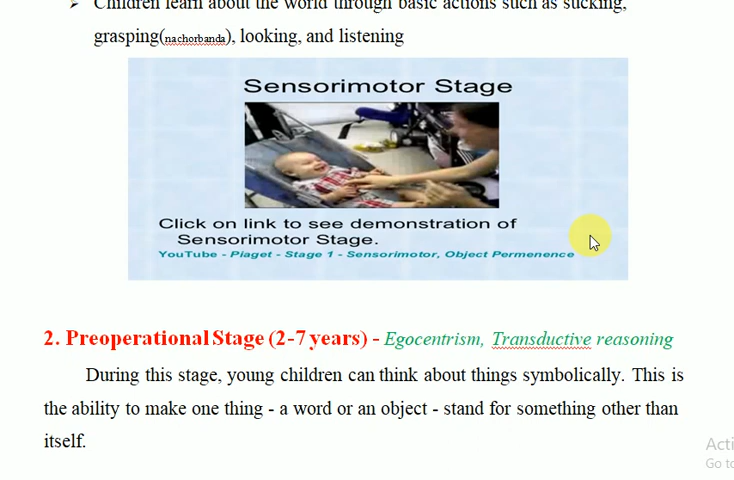 Children learn about the world through basic actions such as sucking,
grasping(nachorbanda), looking, and listening
Sensorimotor Stage
Click on link to see demonstration of
Sensorimotor Stage.
YouTube - Piaget - Stage 1 - Sensorimotor, Object Permenence
2. Preoperational Stage (2-7 years) - Egocentrism, Transductive reasoning
During this stage, young children can think about things symbolically. This is
the ability to make one thing - a word or an object - stand for something other than
itself.
Acti
Go to